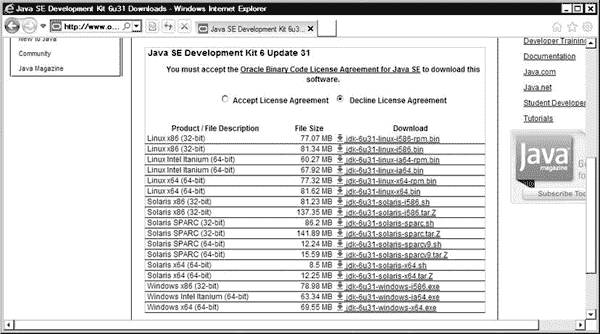 Java SE Development Kit 6u31 Downloads - Windows Internet Explorer
http://www.o...
Java SE Development Kit 6u3...
New to Java
Community
Java Magazine
Java SE Development Kit 6 Update 31
You must accept the Oracle Binary Code License Agreement for Java SE to download this
software.
Accept License Agreement Decline License Agreement
Product / File Description File Size Download
Linux x86 (32-bit) 77.07 MB jdk-6u31-linux-i586-rpm.bin
Linux x86 (32-bit) 81.34 MB jdk-6u31-linux-i586.bin
Linux Intel Itanium (64-bit) 60.27 MB jdk-6u31-linux-ia64-rpm.bin
Linux Intel Itanium (64-bit) 67.92 MB jdk-6u31-linux-ia64.bin
Linux x64 (64-bit) 77.32 MB jdk-6u31-linux-x64-rpm.bin
Linux x64 (64-bit) 81.62 MB jdk-6u31-linux-x64.bin
Solaris x86 (32-bit) 81.23 MB jdk-6u31-solaris-i586.sh
Solaris x86 (32-bit) 137.35 MB jdk-6u31-solaris-i586.tar.Z
Solaris SPARC (32-bit) 86.2 MB jdk-6u31-solaris-sparc.sh
Solaris SPARC (32-bit) 141.89 MB jdk-6u31-solaris-sparc.tar.Z
Solaris SPARC (64-bit) 12.24 MB jdk-6u31-solaris-sparcv9.sh
Solaris SPARC (64-bit) 15.59 MB jdk-6u31-solaris-sparcv9.tar.Z
Solaris x64 (64-bit) 8.5 MB jdk-6u31-solaris-x64.sh
Solaris x64 (64-bit) 12.25 MB jdk-6u31-solaris-x64.tar.Z
Windows x86 (32-bit) 78.98 MB jdk-6u31-windows-i586.exe
Windows Intel Itanium (64-bit) 63.34 MB jdk-6u31-windows-ia64.exe
Windows x64 (64-bit) 69.55 MB jdk-6u31-windows-x64.exe
Developer Training
Documentation
Java.com
Java.net
Student Developer
Tutorials
Java
magazine
Subscribe